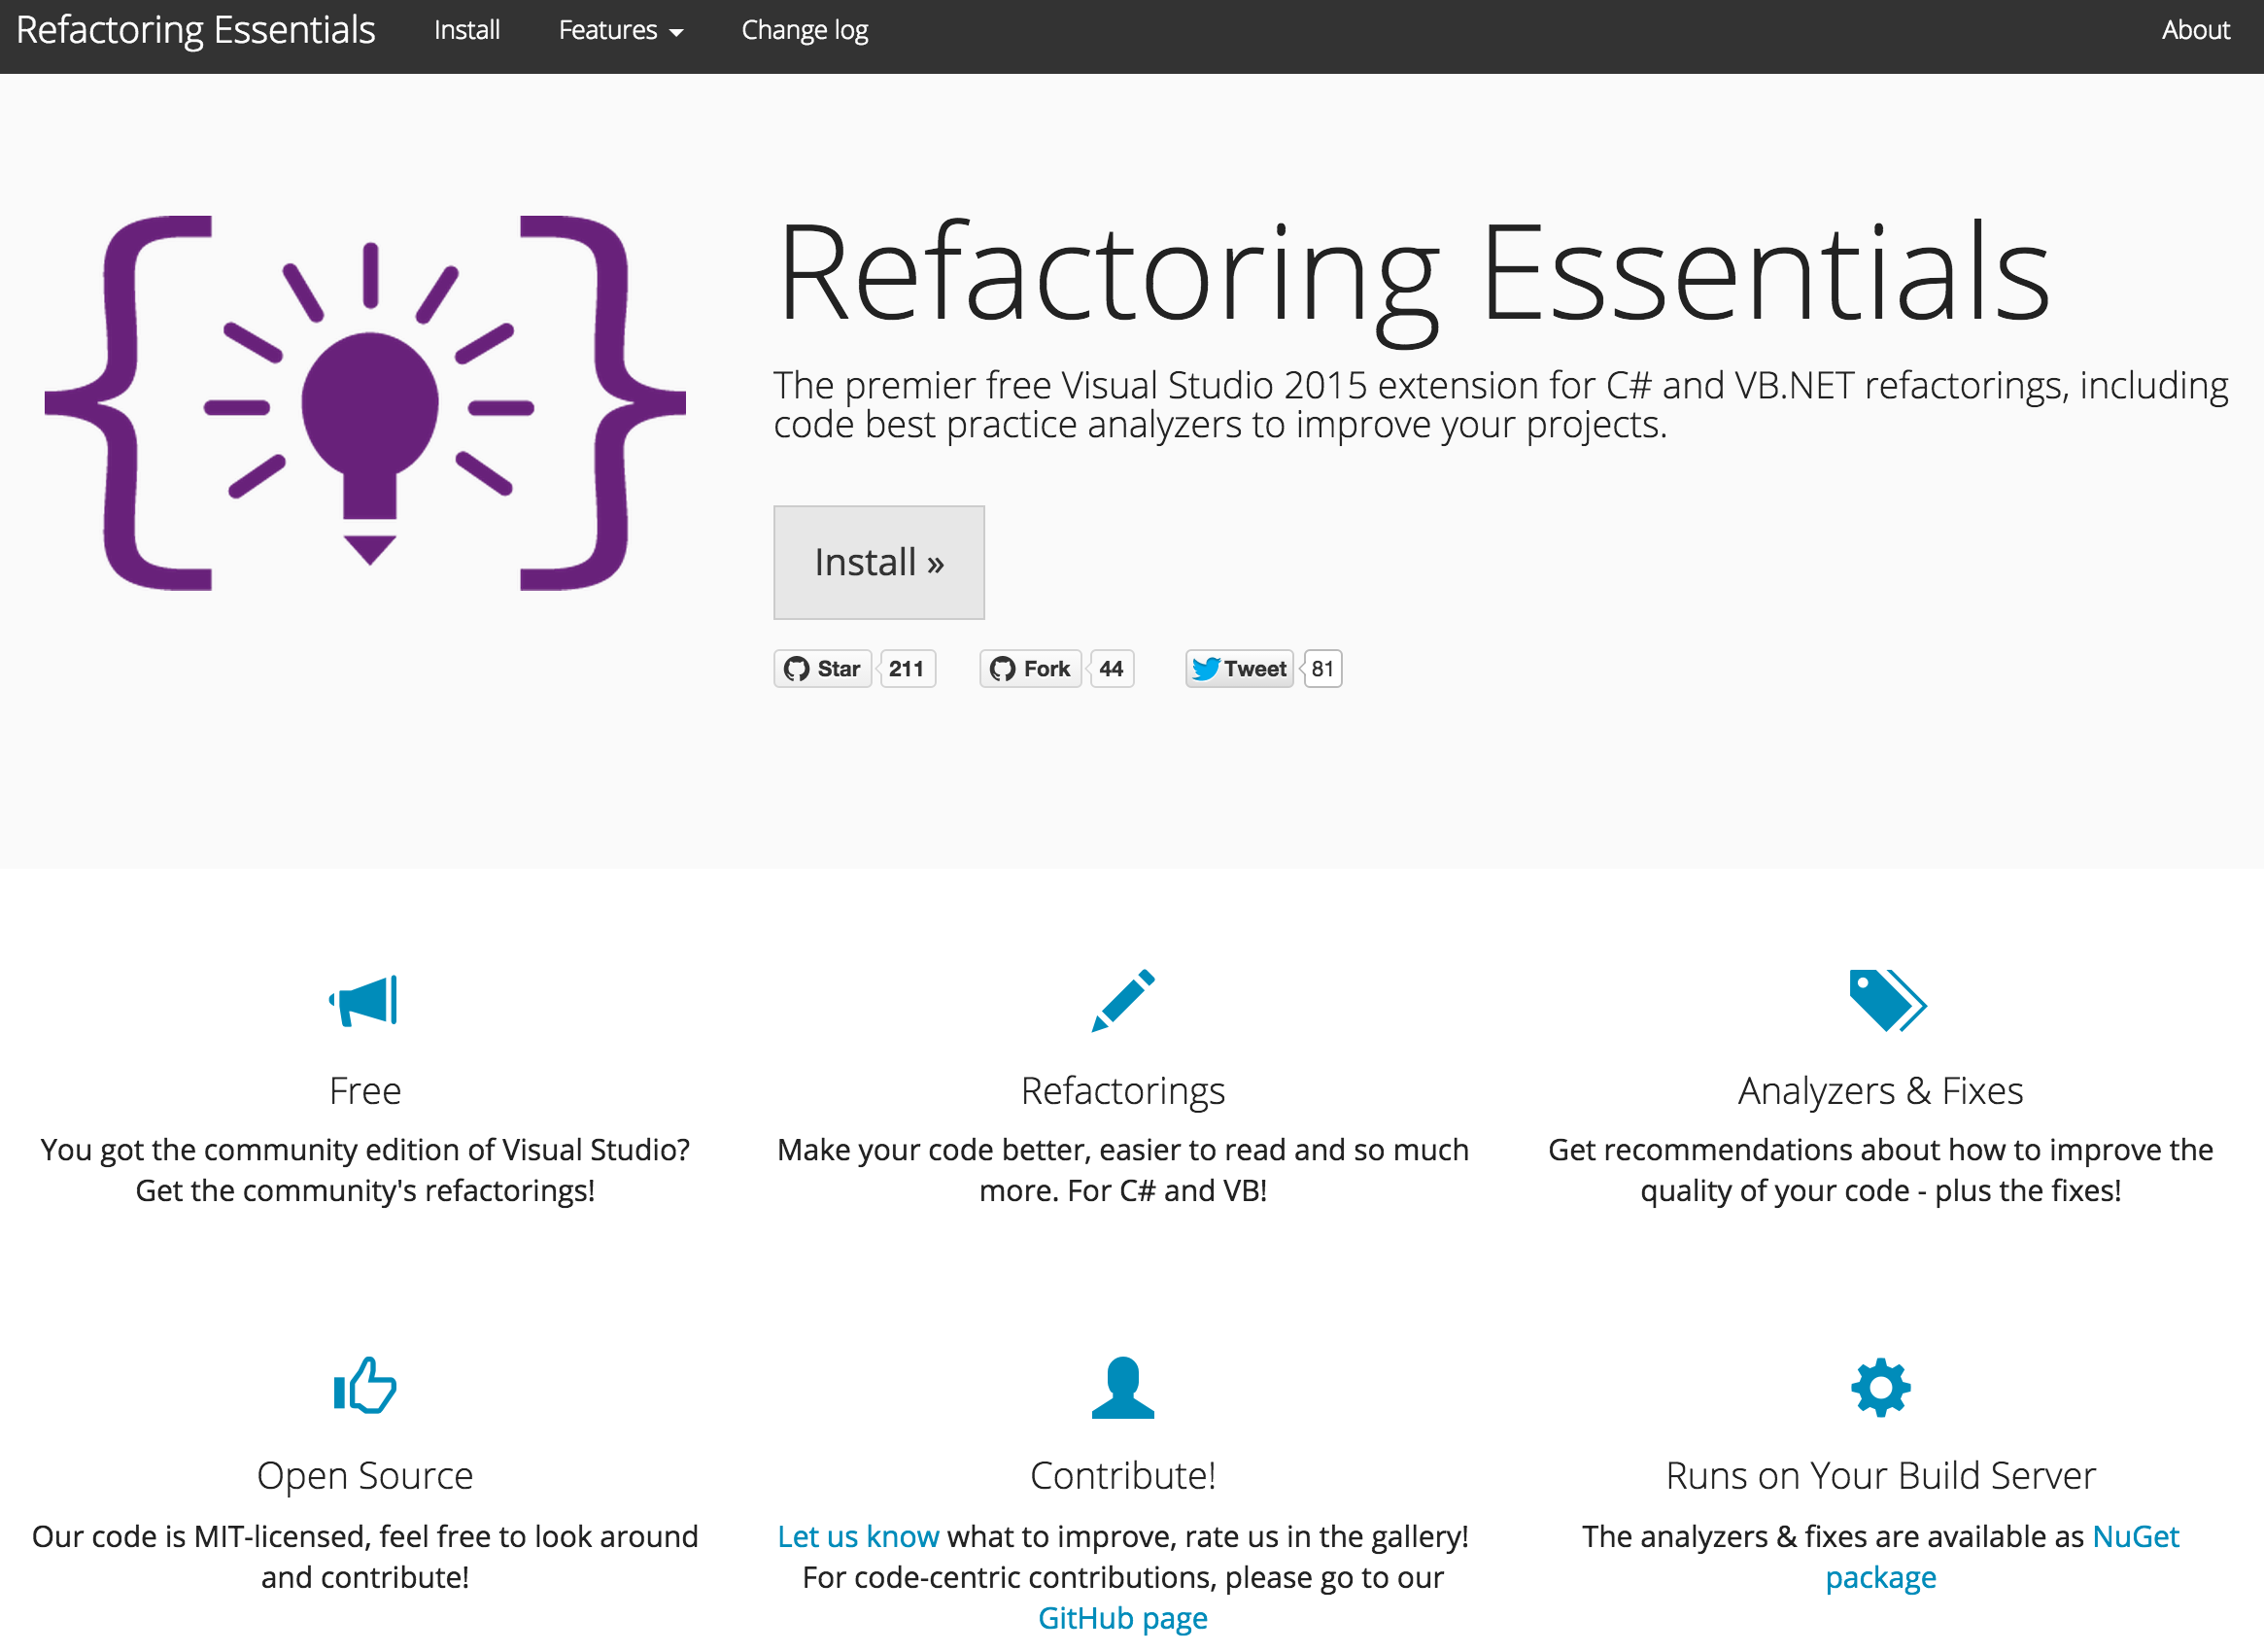 Refactoring Essentials Install Features Change log About
Refactoring Essentials
The premier free Visual Studio 2015 extension for C# and VB.NET refactorings, including
code best practice analyzers to improve your projects.
Install »
Star 211 Fork 44 Tweet 81
Free
You got the community edition of Visual Studio?
Get the community's refactorings!
Refactorings
Make your code better, easier to read and so much
more. For C# and VB!
Analyzers & Fixes
Get recommendations about how to improve the
quality of your code - plus the fixes!
Open Source
Our code is MIT-licensed, feel free to look around
and contribute!
Contribute!
Let us know what to improve, rate us in the gallery!
For code-centric contributions, please go to our
GitHub page
Runs on Your Build Server
The analyzers & fixes are available as NuGet
package